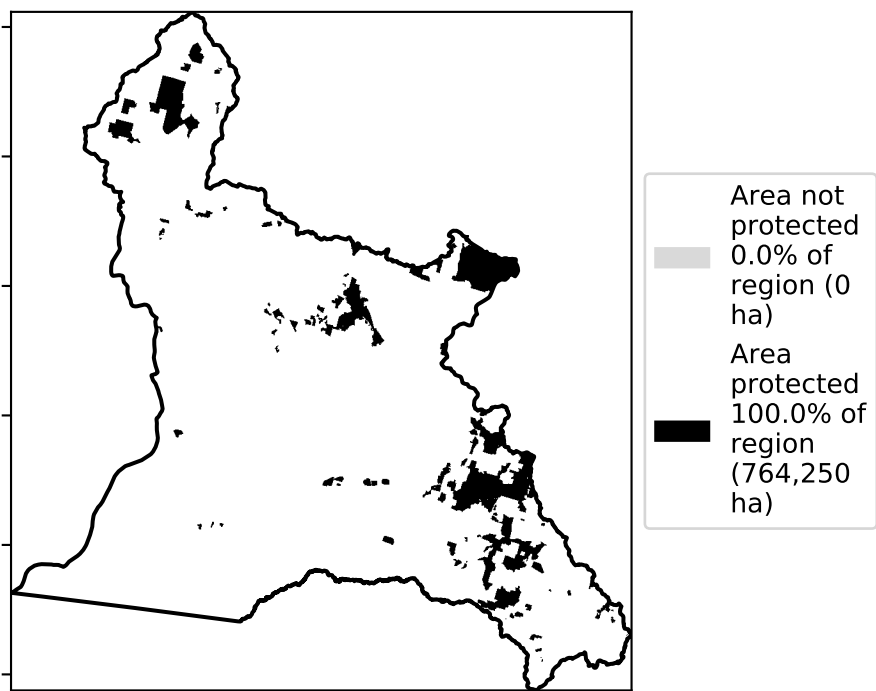 Area not
protected
0.0% of
region (0
ha)
Area
protected
100.0% of
region
(764,250
ha)